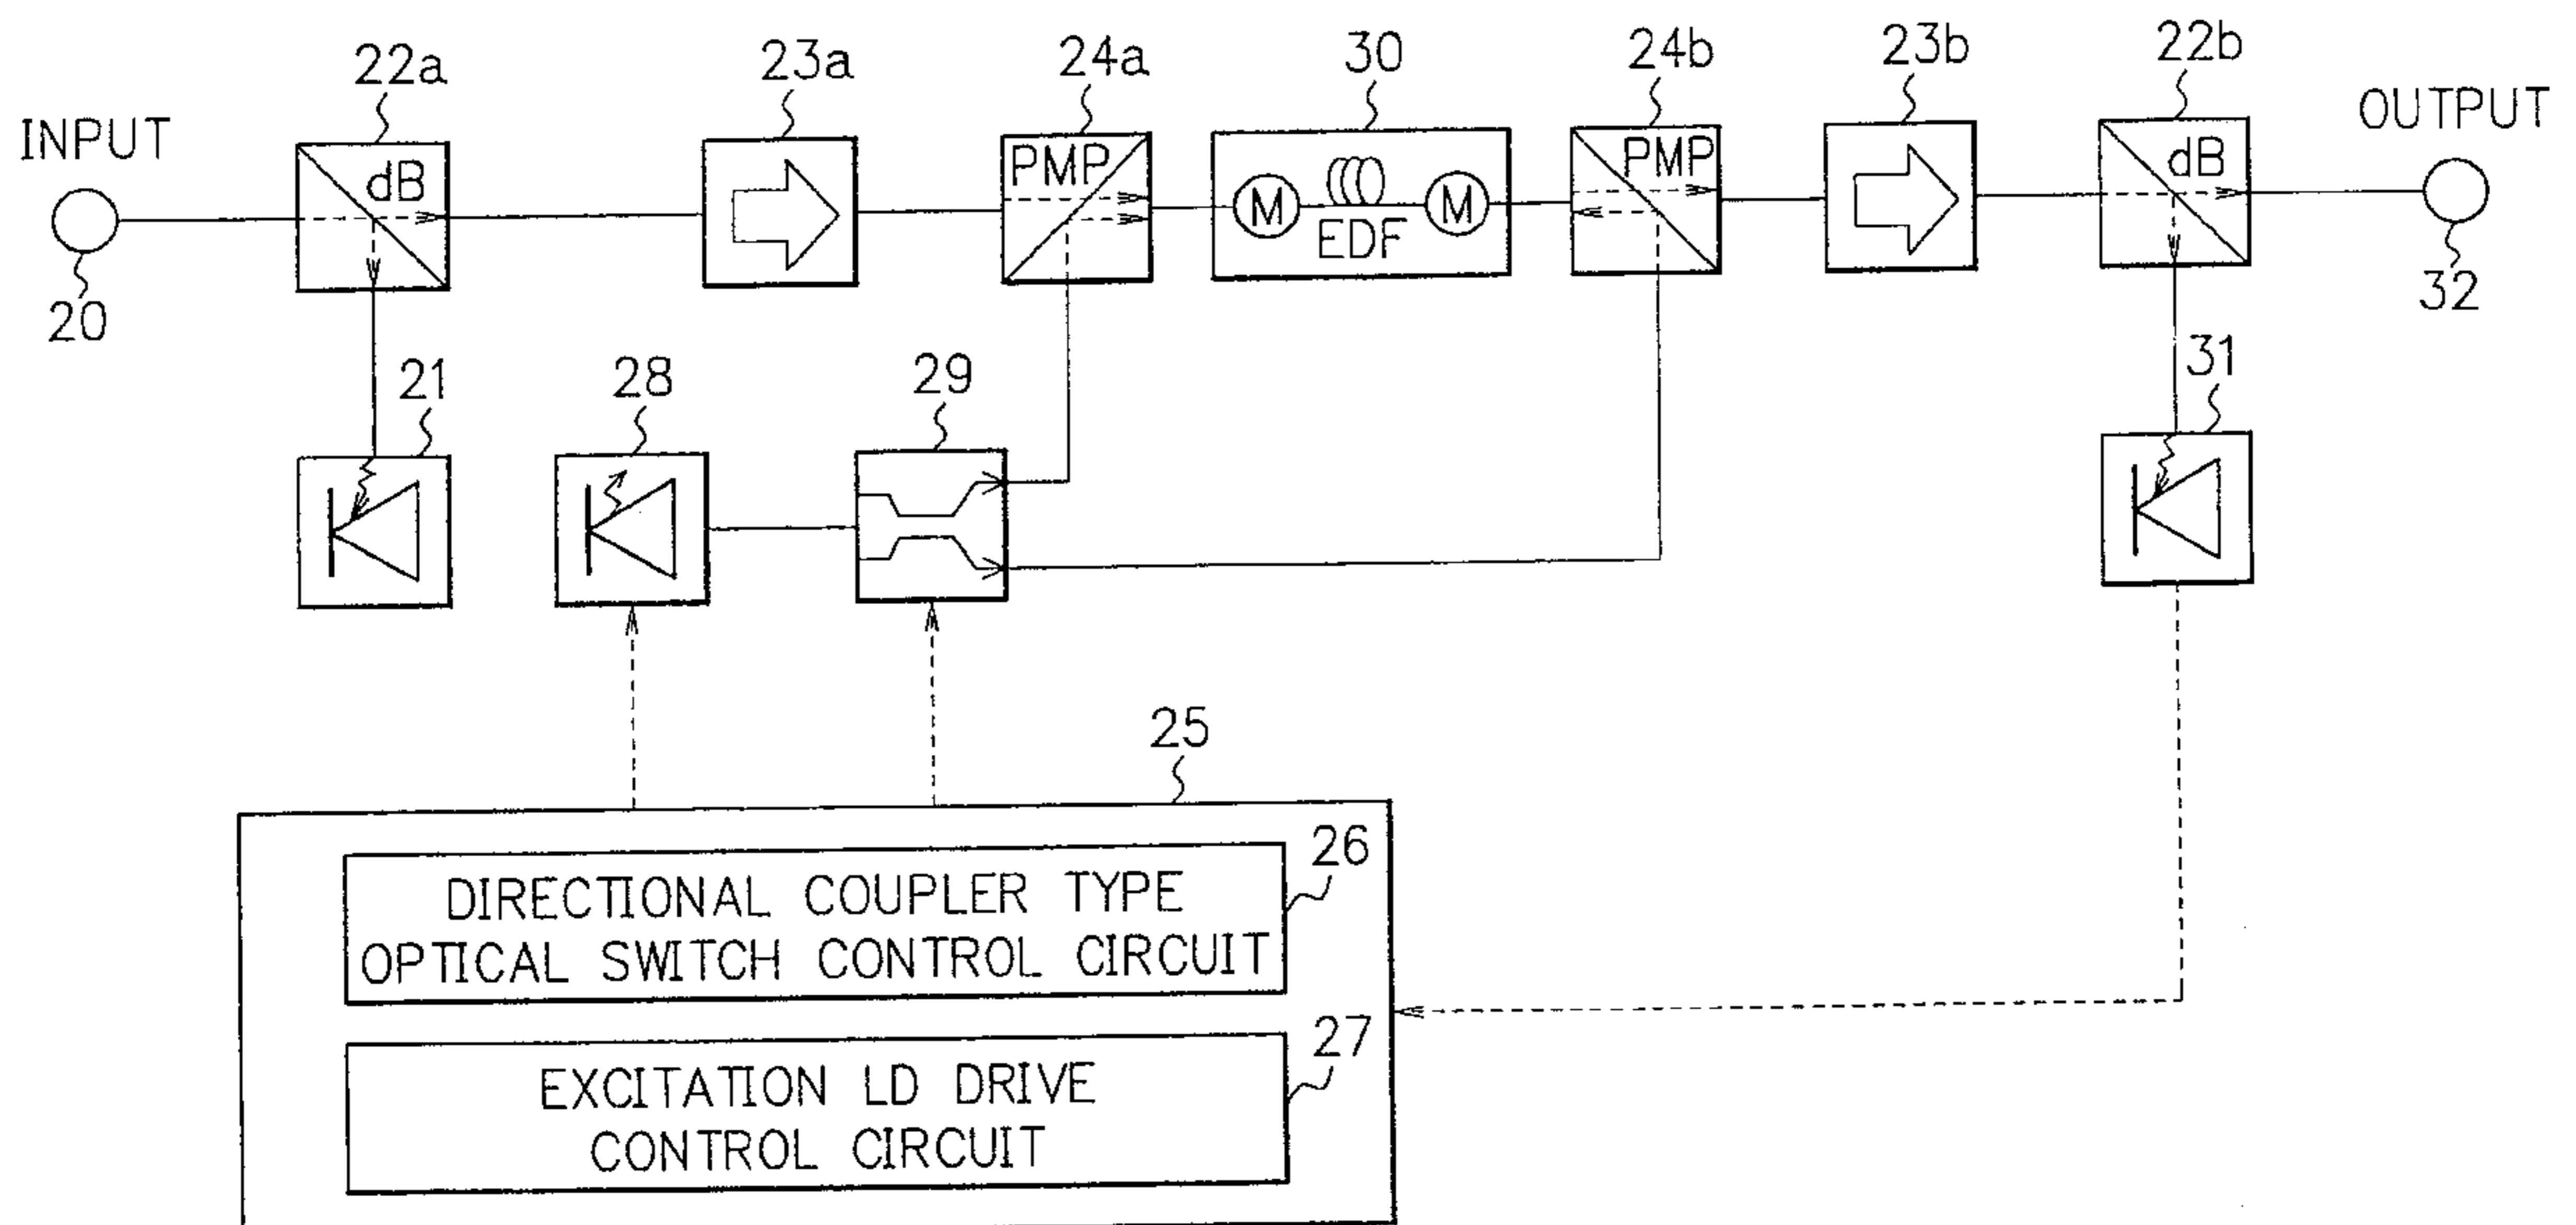 22a
23a
24a
30
24b
23b
22b
INPUT
OUTPUT
dB
PMP
M
M
EDF
PMP
dB
20
32
21
28
29
31
25
26
DIRECTIONAL COUPLER TYPE
OPTICAL SWITCH CONTROL CIRCUIT
27
EXCITATION LD DRIVE
CONTROL CIRCUIT